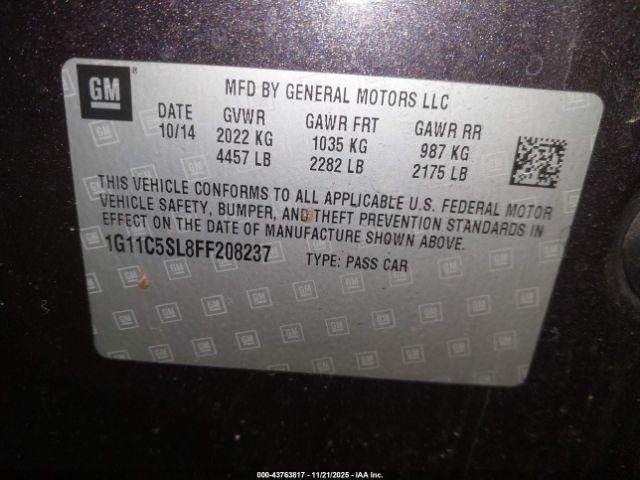 GM ®
MFD BY GENERAL MOTORS LLC
DATE GVWR GAWR FRT GAWR RR
10/14 2022 KG 1035 KG 987 KG
4457 LB 2282 LB 2175 LB
THIS VEHICLE CONFORMS TO ALL APPLICABLE U.S. FEDERAL MOTOR
VEHICLE SAFETY, BUMPER, AND THEFT PREVENTION STANDARDS IN
EFFECT ON THE DATE OF MANUFACTURE SHOWN ABOVE.
1G11C5SL8FF208237 TYPE: PASS CAR
000-43763817 - 11/21/2025 - IAA Inc.